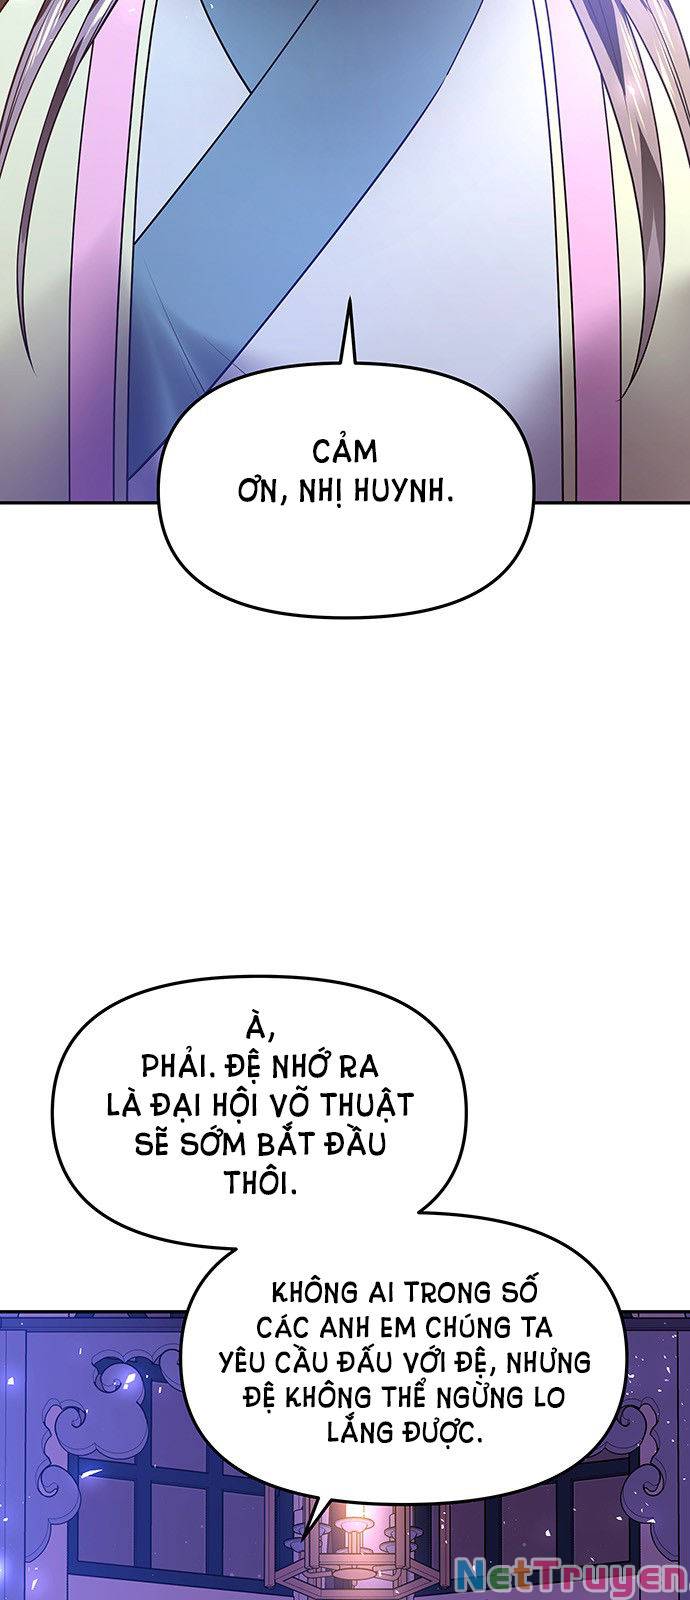 CẢM
ƠN, NHỊ HUYNH.
À,
PHẢI. ĐỆ NHỚ RA
LÀ ĐẠI HỘI VÕ THUẬT
SẼ SỚM BẮT ĐẦU
THÔI.
KHÔNG AI TRONG SỐ
CÁC ANH EM CHÚNG TA
YÊU CẦU ĐẤU VỚI ĐỆ, NHƯNG
ĐỆ KHÔNG THỂ NGỪNG LO
LẮNG ĐƯỢC.
NetTruyen